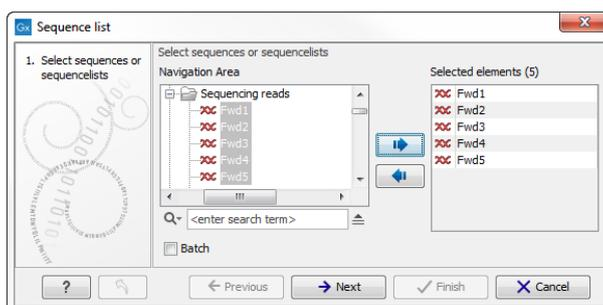 Gx Sequence list
1. Select sequences or
sequencelists
Select sequences or sequencelists
Navigation Area
Sequencing reads
Fwd1
Fwd2
Fwd3
Fwd4
Fwd5
<enter search term>
Batch
Selected elements (5)
Fwd1
Fwd2
Fwd3
Fwd4
Fwd5
?
Previous
Next
Finish
Cancel